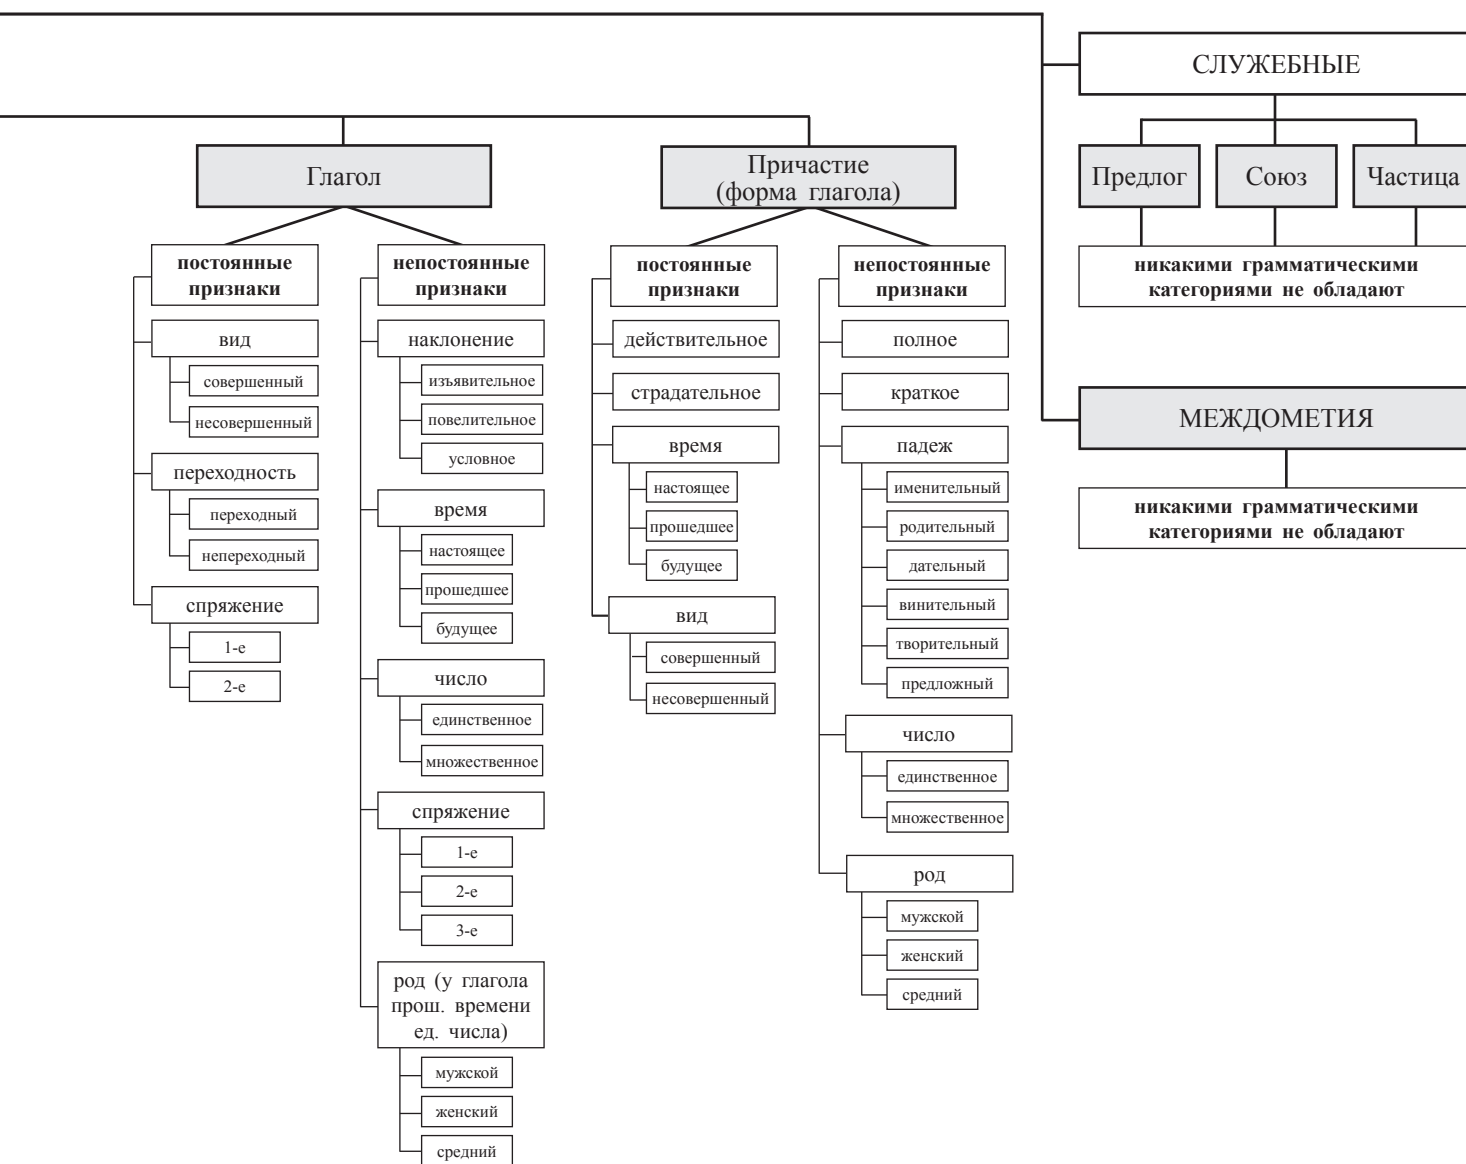 Глагол
постоянные
признаки
вид
совершенный
несовершенный
переходность
переходный
непереходный
спряжение
1-е
2-е
непостоянные
признаки
наклонение
изъявительное
повелительное
условное
время
настоящее
прошедшее
будущее
число
единственное
множественное
спряжение
1-е
2-е
3-е
род (у глагола
прош. времени
ед. числа)
мужской
женский
средний
Причастие
(форма глагола)
постоянные
признаки
действительное
страдательное
время
настоящее
прошедшее
будущее
вид
совершенный
несовершенный
непостоянные
признаки
полное
краткое
падеж
именительный
родительный
дательный
винительный
творительный
предложный
число
единственное
множественное
род
мужской
женский
средний
СЛУЖЕБНЫЕ
Предлог
Союз
Частица
никакими грамматическими
категориями не обладают
МЕЖДОМЕТИЯ
никакими грамматическими
категориями не обладают